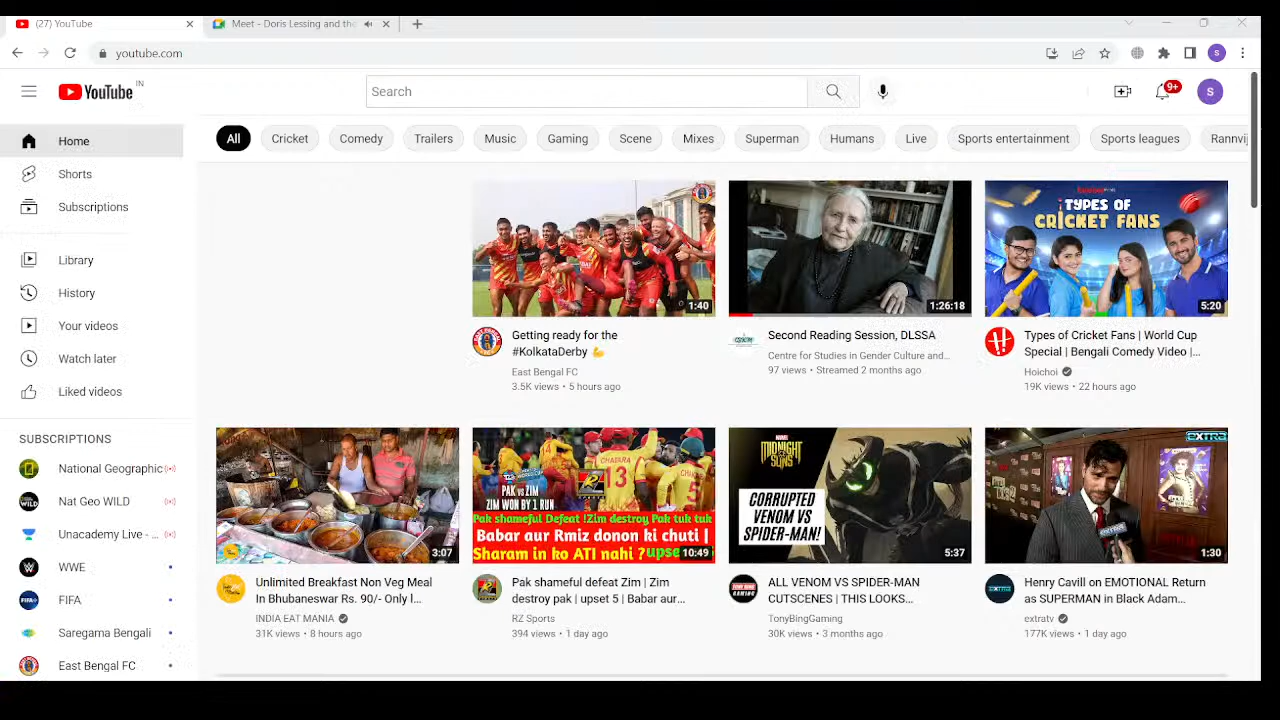 (27) YouTube
Meet - Doris Lessing and the
youtube.com
YouTube IN
Search
9+
S
S
All
Cricket
Comedy
Trailers
Music
Gaming
Scene
Mixes
Superman
Humans
Live
Sports entertainment
Sports leagues
Rannvij
Home
Shorts
Subscriptions
Library
History
Your videos
Watch later
Liked videos
SUBSCRIPTIONS
National Geographic
Nat Geo WILD
Unacademy Live - ...
WWE
FIFA
Saregama Bengali
East Bengal FC
1:40
Getting ready for the
#KolkataDerby 💪
East Bengal FC
3.5K views • 5 hours ago
1:26:18
Second Reading Session, DLSSA
Centre for Studies in Gender Culture and...
97 views • Streamed 2 months ago
TYPES OF
CRICKET FANS
5:20
Types of Cricket Fans | World Cup
Special | Bengali Comedy Video |...
Hoichoi
19K views • 22 hours ago
3:07
Unlimited Breakfast Non Veg Meal
In Bhubaneswar Rs. 90/- Only l...
INDIA EAT MANIA
31K views • 8 hours ago
CHATARA
13
PAK vs ZIM
ZIM WON BY 1 RUN
Pak shameful Defeat !Zim destroy Pak tuk tuk
Babar aur Rmiz donon ki chuti |
Sharam in ko ATI nahi ? upse
10:49
Pak shameful defeat Zim | Zim
destroy pak | upset 5 | Babar aur...
RZ Sports
394 views • 1 day ago
MIDNIGHT
SUNS
CORRUPTED
VENOM VS
SPIDER-MAN!
5:37
ALL VENOM VS SPIDER-MAN
CUTSCENES | THIS LOOKS...
TonyBingGaming
30K views • 3 months ago
extra
1:30
Henry Cavill on EMOTIONAL Return
as SUPERMAN in Black Adam...
extratv
177K views • 1 day ago